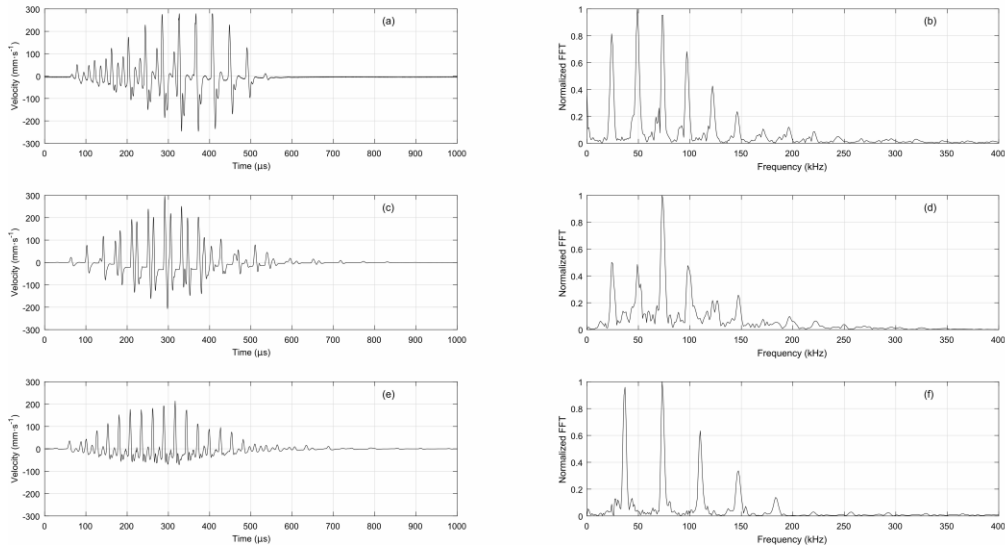 300
200
100
0
-100
-200
-300
Velocity (mm·s⁻¹)
(a)
0 100 200 300 400 500 600 700 800 900 1000
Time (µs)
1
0.8
0.6
0.4
0.2
0
Normalized FFT
(b)
0 50 100 150 200 250 300 350 400
Frequency (kHz)
300
200
100
0
-100
-200
-300
Velocity (mm·s⁻¹)
(c)
0 100 200 300 400 500 600 700 800 900 1000
Time (µs)
1
0.8
0.6
0.4
0.2
0
Normalized FFT
(d)
0 50 100 150 200 250 300 350 400
Frequency (kHz)
300
200
100
0
-100
-200
-300
Velocity (mm·s⁻¹)
(e)
0 100 200 300 400 500 600 700 800 900 1000
Time (µs)
1
0.8
0.6
0.4
0.2
0
Normalized FFT
(f)
0 50 100 150 200 250 300 350 400
Frequency (kHz)